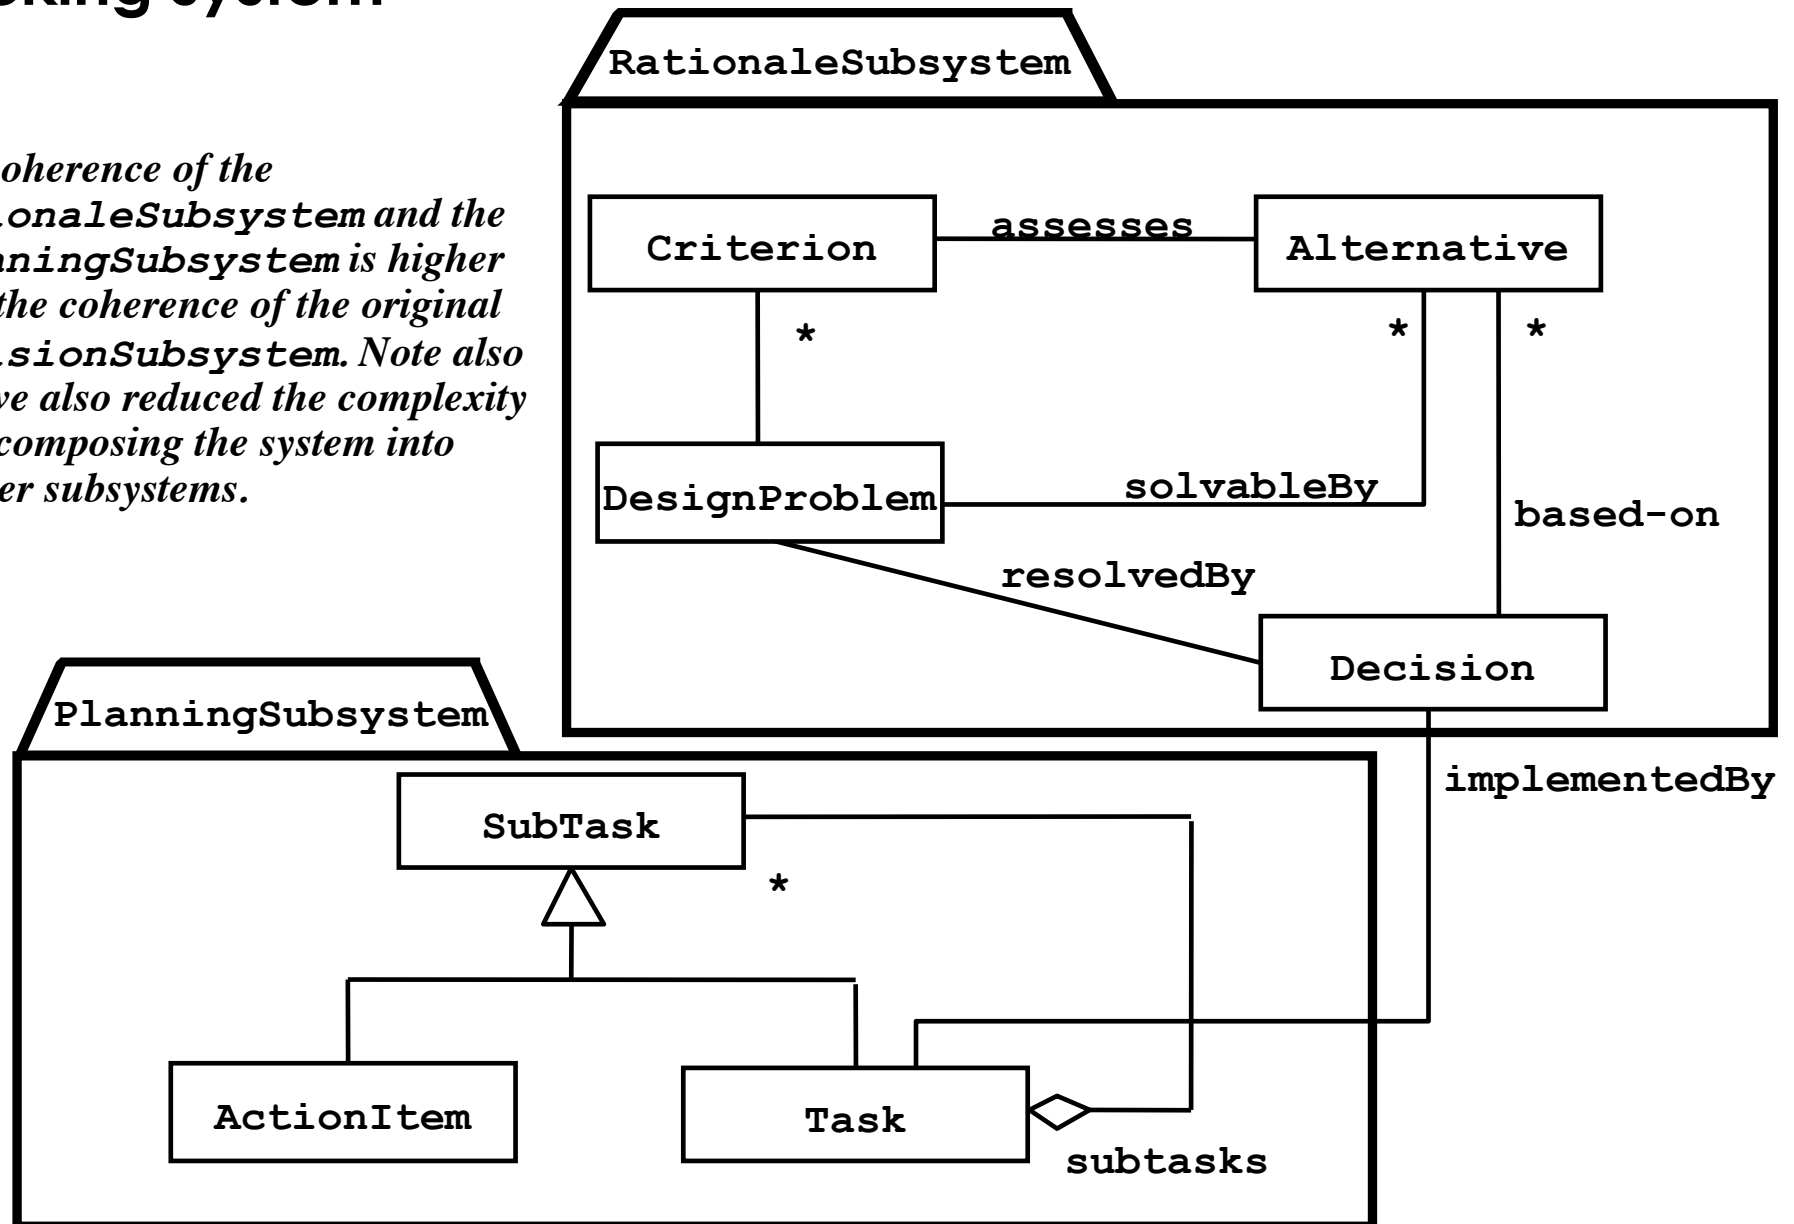 system
oherence of the
onaleSubsystem and the
ningSubsystem is higher
the coherence of the original
sionSubsystem. Note also
ve also reduced the complexity
composing the system into
er subsystems.
RationaleSubsystem
Criterion
assesses
Alternative
*
*
*
DesignProblem
solvableBy
based-on
resolvedBy
Decision
PlanningSubsystem
implementedBy
SubTask
*
ActionItem
Task
subtasks